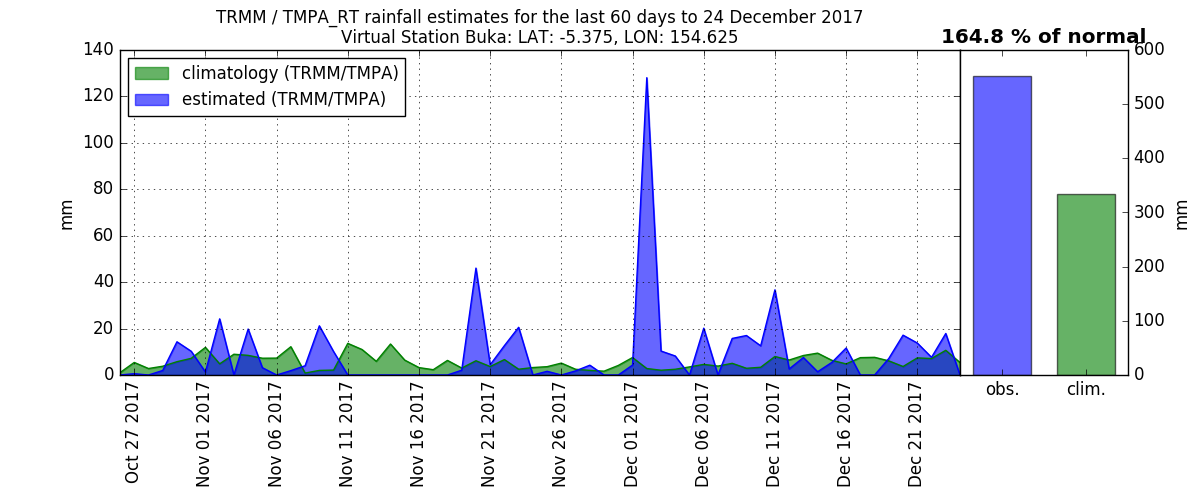 TRMM / TMPA_RT rainfall estimates for the last 60 days to 24 December 2017
Virtual Station Buka: LAT: -5.375, LON: 154.625
164.8 % of normal
climatology (TRMM/TMPA)
estimated (TRMM/TMPA)
140
120
100
80
60
40
20
0
mm
Oct 27 2017
Nov 01 2017
Nov 06 2017
Nov 11 2017
Nov 16 2017
Nov 21 2017
Nov 26 2017
Dec 01 2017
Dec 06 2017
Dec 11 2017
Dec 16 2017
Dec 21 2017
obs.
clim.
600
500
400
300
200
100
0
mm